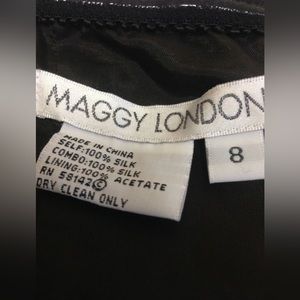 MAGGY LONDON
8
MADE IN CHINA
SELF:100% SILK
COMBO:100% SILK
LINING:100% ACETATE
RN 58142©
DRY CLEAN ONLY